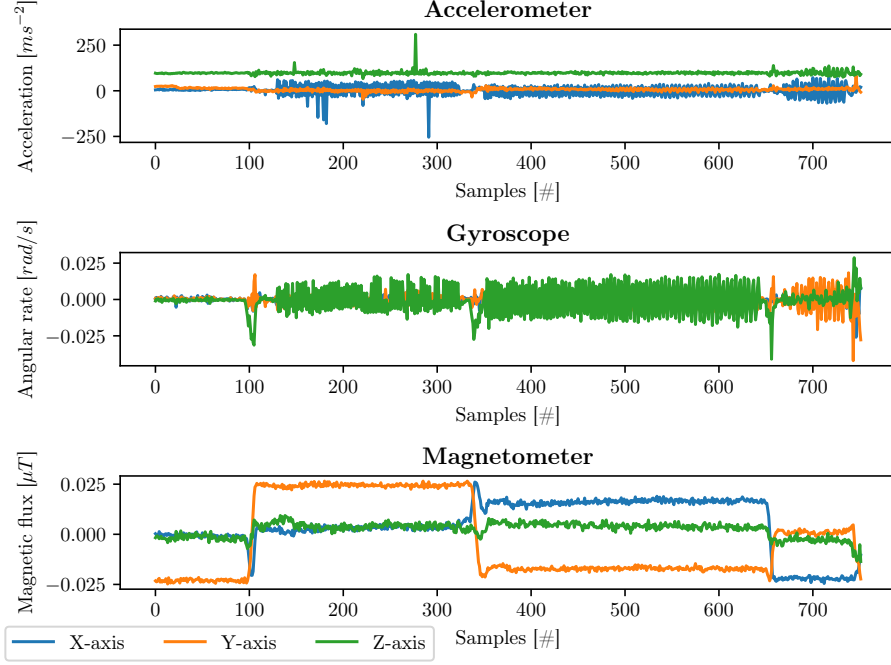 Accelerometer
Acceleration [ms⁻²]
250
0
−250
0 100 200 300 400 500 600 700
Samples [#]
Gyroscope
Angular rate [rad/s]
0.025
0.000
−0.025
0 100 200 300 400 500 600 700
Samples [#]
Magnetometer
Magnetic flux [μT]
0.025
0.000
−0.025
0 100 200 300 400 500 600 700
Samples [#]
X-axis Y-axis Z-axis